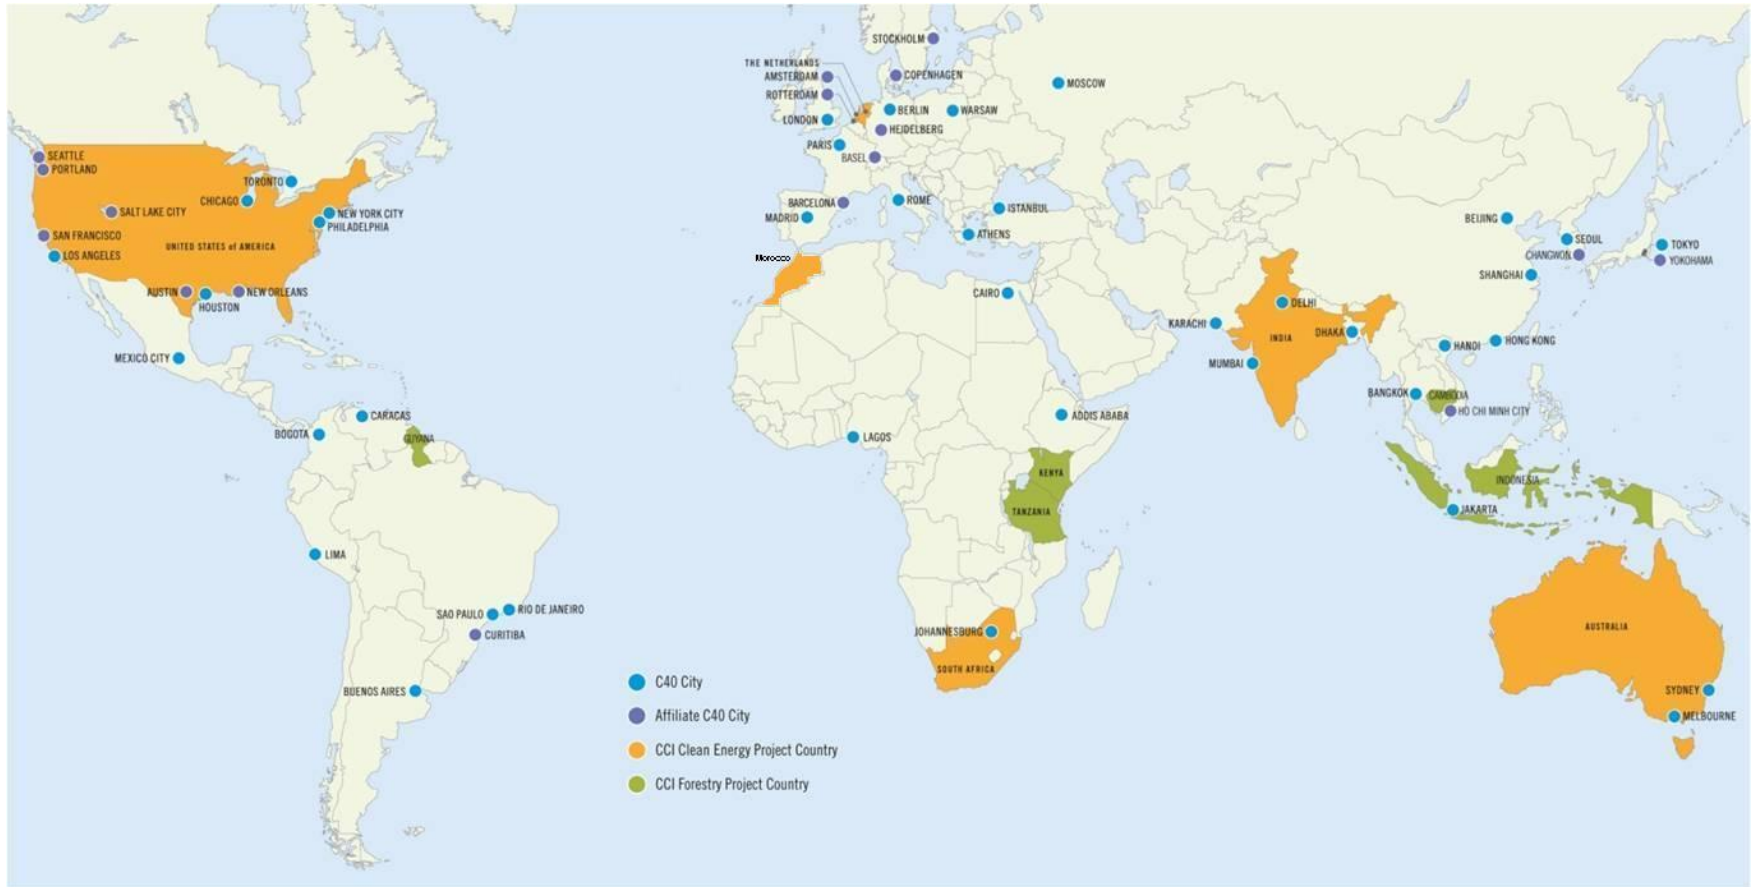 STOCKHOLM
THE NETHERLANDS
AMSTERDAM
COPENHAGEN
MOSCOW
ROTTERDAM
BERLIN
WARSAW
LONDON
HEIDELBERG
PARIS
BASEL
SEATTLE
PORTLAND
TORONTO
CHICAGO
SALT LAKE CITY
NEW YORK CITY
PHILADELPHIA
SAN FRANCISCO
UNITED STATES of AMERICA
LOS ANGELES
AUSTIN
NEW ORLEANS
HOUSTON
MEXICO CITY
BARCELONA
ROME
MADRID
ISTANBUL
ATHENS
Morocco
CAIRO
BEIJING
SEOUL
TOKYO
CHANGWON
YOKOHAMA
SHANGHAI
DELHI
KARACHI
DHAKA
INDIA
HONG KONG
HANOI
MUMBAI
BANGKOK
CAMBODIA
HO CHI MINH CITY
CARACAS
BOGOTA
GUYANA
LAGOS
ADDIS ABABA
KENYA
TANZANIA
INDONESIA
JAKARTA
LIMA
SAO PAULO
RIO DE JANEIRO
CURITIBA
BUENOS AIRES
JOHANNESBURG
SOUTH AFRICA
AUSTRALIA
SYDNEY
MELBOURNE
C40 City
Affiliate C40 City
CCI Clean Energy Project Country
CCI Forestry Project Country